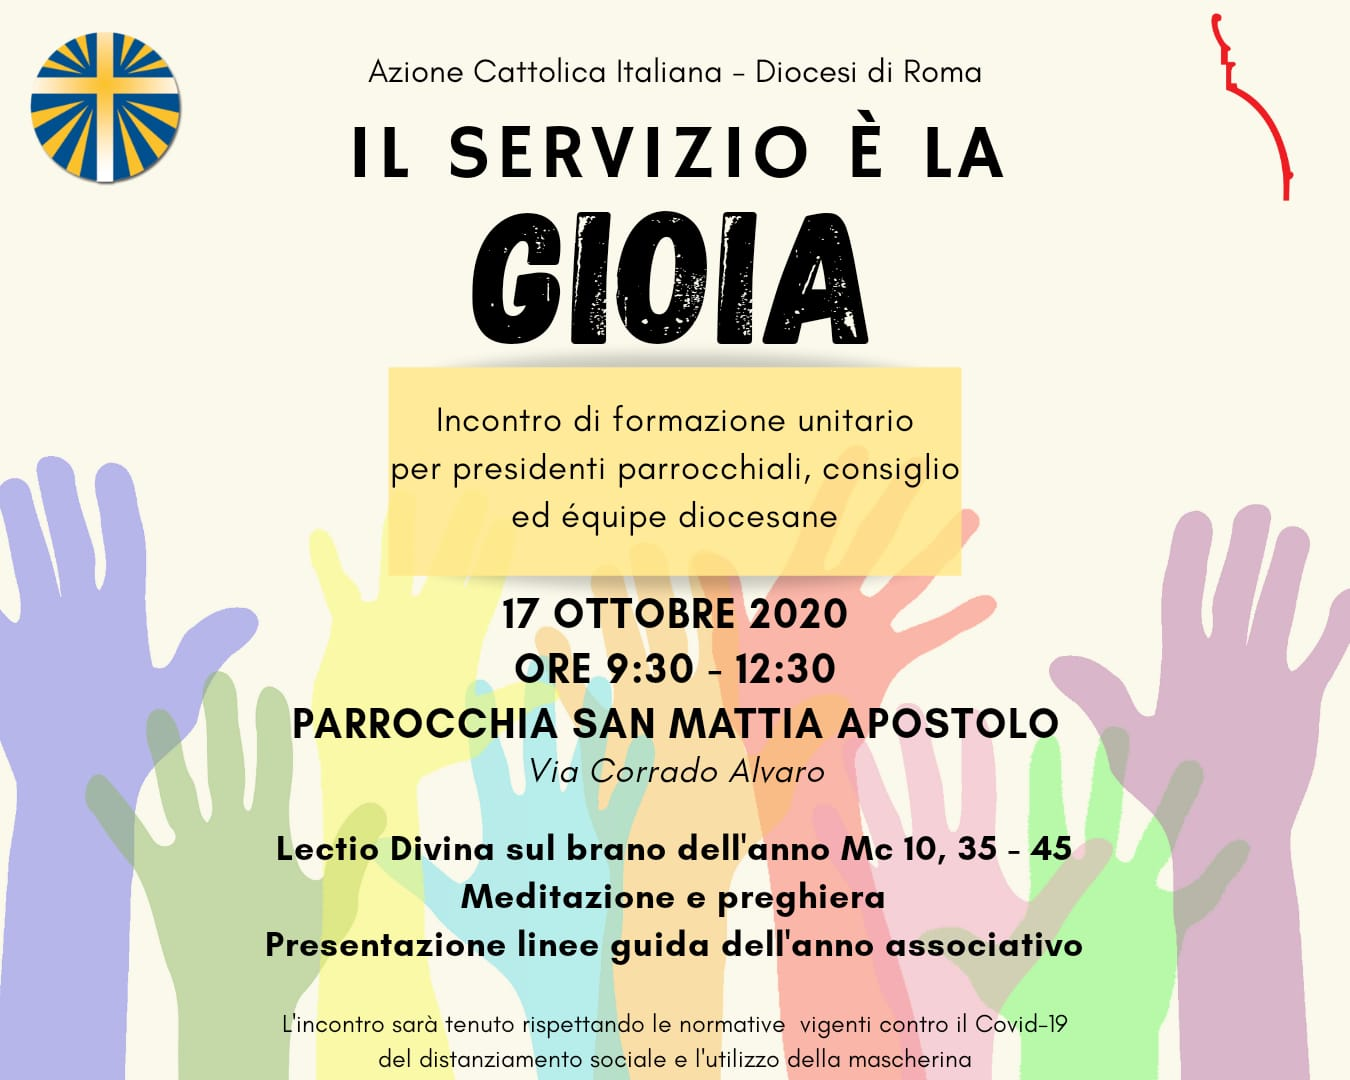 Azione Cattolica Italiana - Diocesi di Roma
IL SERVIZIO È LA
GIOIA
Incontro di formazione unitario
per presidenti parrocchiali, consiglio
ed équipe diocesane
17 OTTOBRE 2020
ORE 9:30 - 12:30
PARROCCHIA SAN MATTIA APOSTOLO
Via Corrado Alvaro
Lectio Divina sul brano dell'anno Mc 10, 35 - 45
Meditazione e preghiera
Presentazione linee guida dell'anno associativo
L'incontro sarà tenuto rispettando le normative  vigenti contro il Covid-19
del distanziamento sociale e l'utilizzo della mascherina